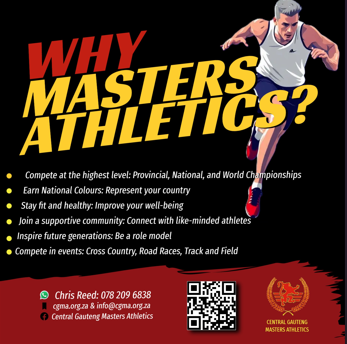 WHY
MASTERS
ATHLETICS?
Compete at the highest level: Provincial, National, and World Championships
Earn National Colours: Represent your country
Stay fit and healthy: Improve your well-being
Join a supportive community: Connect with like-minded athletes
Inspire future generations: Be a role model
Compete in events: Cross Country, Road Races, Track and Field
Chris Reed: 078 209 6838
cgma.org.za & info@cgma.org.za
Central Gauteng Masters Athletics
CENTRAL GAUTENG
MASTERS ATHLETICS